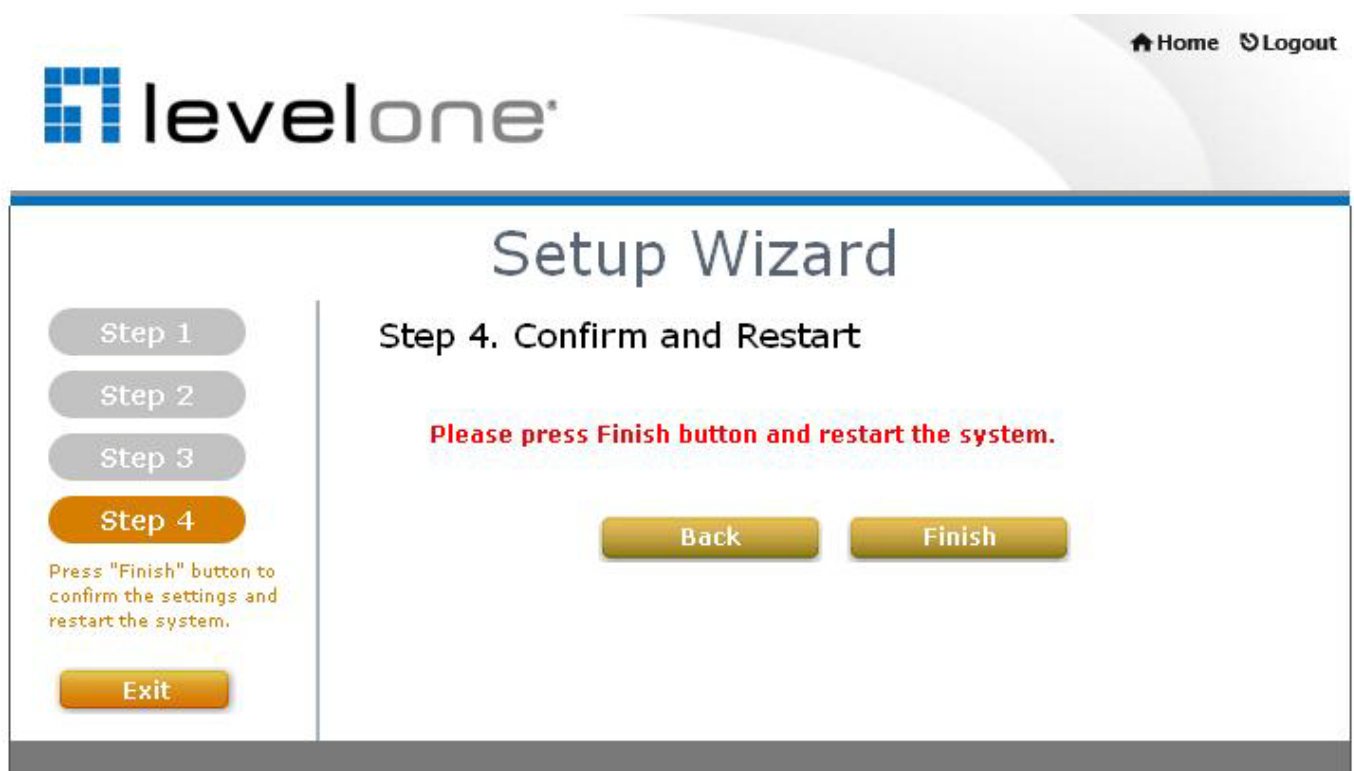 Home Logout
levelone
Setup Wizard
Step 1
Step 2
Step 3
Step 4
Press "Finish" button to
confirm the settings and
restart the system.
Exit
Step 4. Confirm and Restart
Please press Finish button and restart the system.
Back Finish